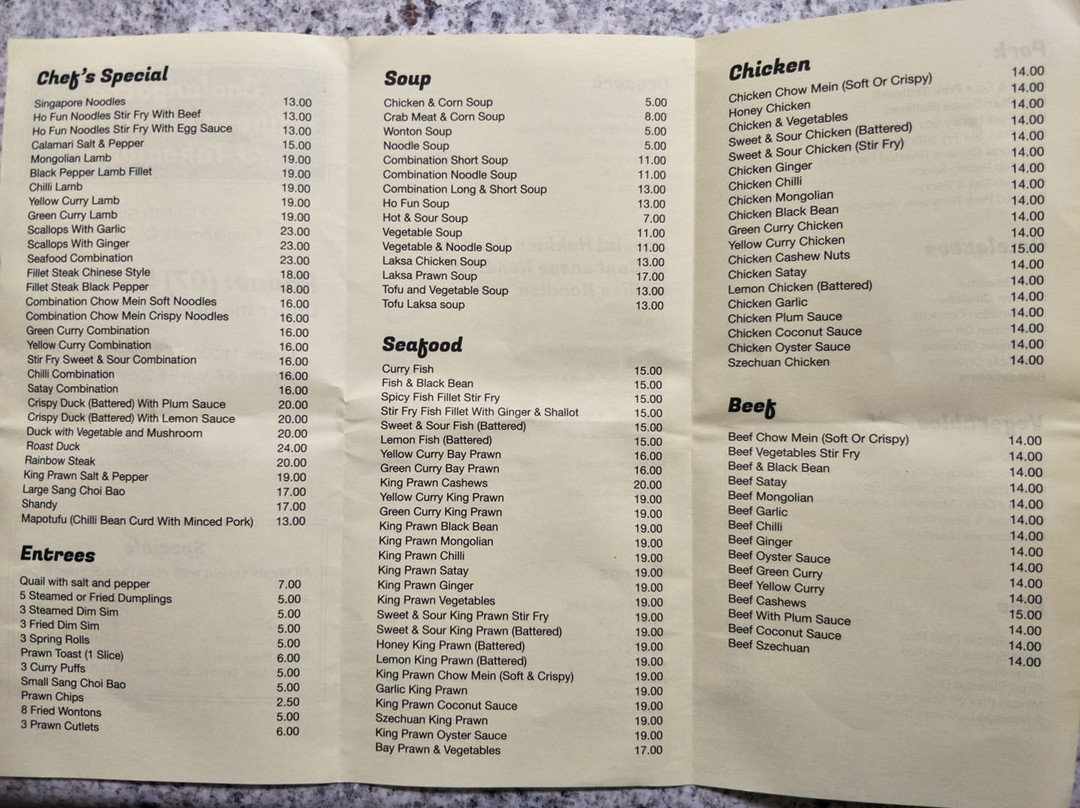 Chef's Special
Singapore Noodles 13.00
Ho Fun Noodles Stir Fry With Beef 13.00
Ho Fun Noodles Stir Fry With Egg Sauce 13.00
Calamari Salt & Pepper 15.00
Mongolian Lamb 19.00
Black Pepper Lamb Fillet 19.00
Chilli Lamb 19.00
Yellow Curry Lamb 19.00
Green Curry Lamb 19.00
Scallops With Garlic 23.00
Scallops With Ginger 23.00
Seafood Combination 23.00
Fillet Steak Chinese Style 18.00
Fillet Steak Black Pepper 18.00
Combination Chow Mein Soft Noodles 16.00
Combination Chow Mein Crispy Noodles 16.00
Green Curry Combination 16.00
Yellow Curry Combination 16.00
Stir Fry Sweet & Sour Combination 16.00
Chilli Combination 16.00
Satay Combination 16.00
Crispy Duck (Battered) With Plum Sauce 20.00
Crispy Duck (Battered) With Lemon Sauce 20.00
Duck with Vegetable and Mushroom 20.00
Roast Duck 24.00
Rainbow Steak 20.00
King Prawn Salt & Pepper 19.00
Large Sang Choi Bao 17.00
Shandy 17.00
Mapotufu (Chilli Bean Curd With Minced Pork) 13.00
Entrees
Quail with salt and pepper 7.00
5 Steamed or Fried Dumplings 5.00
3 Steamed Dim Sim 5.00
3 Fried Dim Sim 5.00
3 Spring Rolls 5.00
Prawn Toast (1 Slice) 6.00
3 Curry Puffs 5.00
Small Sang Choi Bao 5.00
Prawn Chips 2.50
8 Fried Wontons 5.00
3 Prawn Cutlets 6.00
Soup
Chicken & Corn Soup 5.00
Crab Meat & Corn Soup 8.00
Wonton Soup 5.00
Noodle Soup 5.00
Combination Short Soup 11.00
Combination Noodle Soup 11.00
Combination Long & Short Soup 13.00
Ho Fun Soup 13.00
Hot & Sour Soup 7.00
Vegetable Soup 11.00
Vegetable & Noodle Soup 11.00
Laksa Chicken Soup 13.00
Laksa Prawn Soup 17.00
Tofu and Vegetable Soup 13.00
Tofu Laksa soup 13.00
Seafood
Curry Fish 15.00
Fish & Black Bean 15.00
Spicy Fish Fillet Stir Fry 15.00
Stir Fry Fish Fillet With Ginger & Shallot 15.00
Sweet & Sour Fish (Battered) 15.00
Lemon Fish (Battered) 15.00
Yellow Curry Bay Prawn 16.00
Green Curry Bay Prawn 16.00
King Prawn Cashews 20.00
Yellow Curry King Prawn 19.00
Green Curry King Prawn 19.00
King Prawn Black Bean 19.00
King Prawn Mongolian 19.00
King Prawn Chilli 19.00
King Prawn Satay 19.00
King Prawn Ginger 19.00
King Prawn Vegetables 19.00
Sweet & Sour King Prawn Stir Fry 19.00
Sweet & Sour King Prawn (Battered) 19.00
Honey King Prawn (Battered) 19.00
Lemon King Prawn (Battered) 19.00
King Prawn Chow Mein (Soft & Crispy) 19.00
Garlic King Prawn 19.00
King Prawn Coconut Sauce 19.00
Szechuan King Prawn 19.00
King Prawn Oyster Sauce 19.00
Bay Prawn & Vegetables 17.00
Chicken
Chicken Chow Mein (Soft Or Crispy) 14.00
Honey Chicken 14.00
Chicken & Vegetables 14.00
Sweet & Sour Chicken (Battered) 14.00
Sweet & Sour Chicken (Stir Fry) 14.00
Chicken Ginger 14.00
Chicken Chilli 14.00
Chicken Mongolian 14.00
Chicken Black Bean 14.00
Green Curry Chicken 14.00
Yellow Curry Chicken 14.00
Chicken Cashew Nuts 15.00
Chicken Satay 14.00
Lemon Chicken (Battered) 14.00
Chicken Garlic 14.00
Chicken Plum Sauce 14.00
Chicken Coconut Sauce 14.00
Chicken Oyster Sauce 14.00
Szechuan Chicken 14.00
Beef
Beef Chow Mein (Soft Or Crispy) 14.00
Beef Vegetables Stir Fry 14.00
Beef & Black Bean 14.00
Beef Satay 14.00
Beef Mongolian 14.00
Beef Garlic 14.00
Beef Chilli 14.00
Beef Ginger 14.00
Beef Oyster Sauce 14.00
Beef Green Curry 14.00
Beef Yellow Curry 14.00
Beef Cashews 15.00
Beef With Plum Sauce 14.00
Beef Coconut Sauce 14.00
Beef Szechuan 14.00